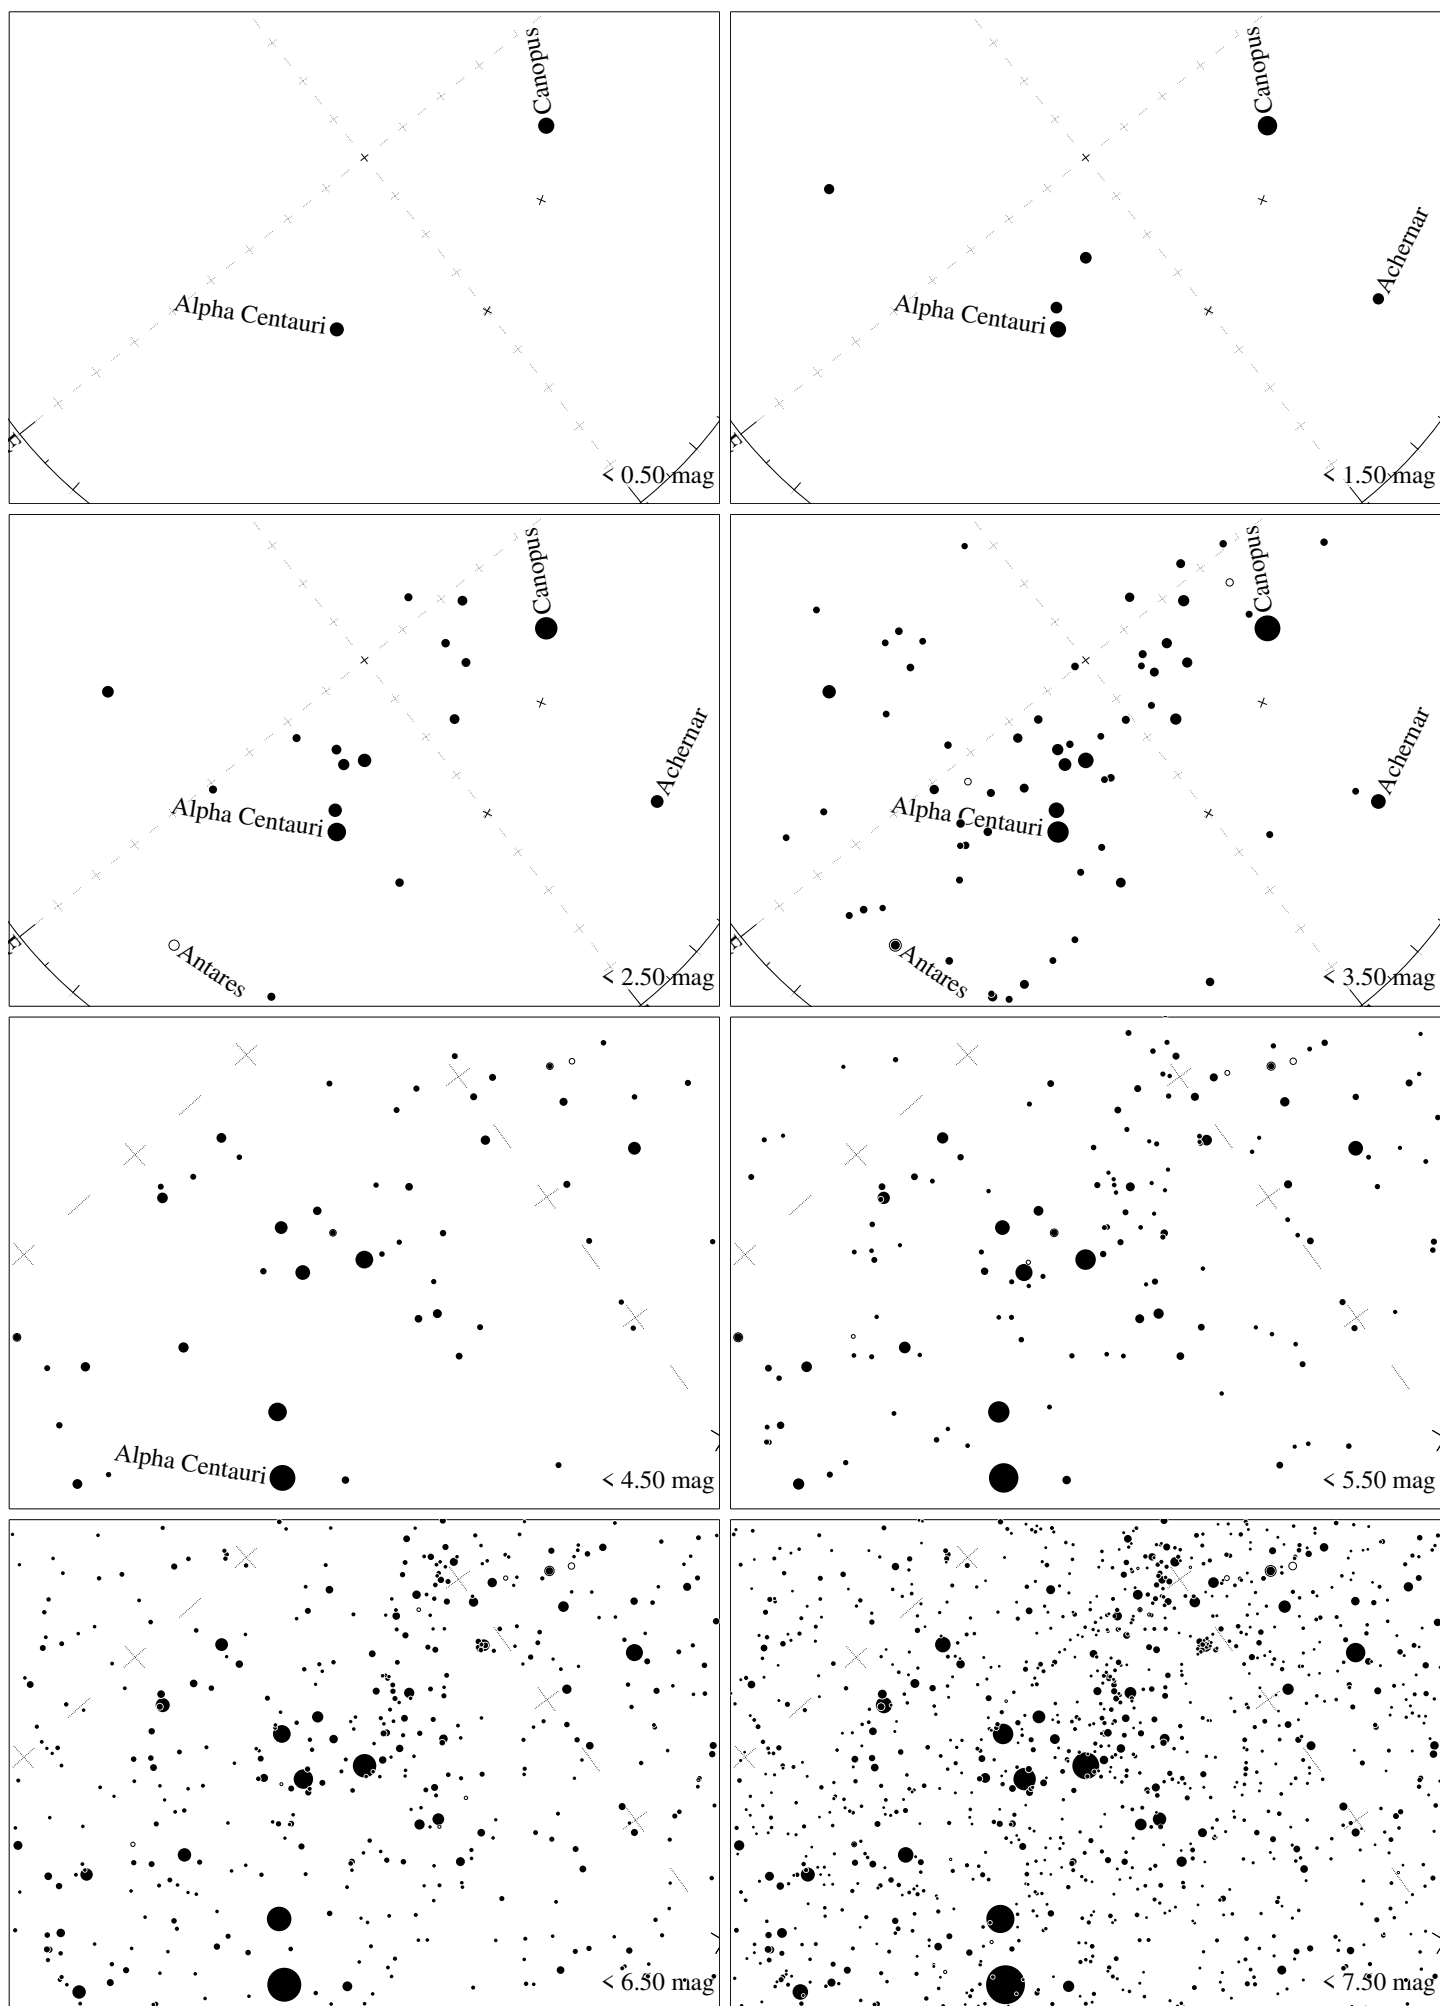 Canopus
Alpha Centauri
E
< 0.50 mag
Canopus
Achernar
Alpha Centauri
E
< 1.50 mag
Canopus
Achernar
Alpha Centauri
E
Antares
< 2.50 mag
Canopus
Achernar
Alpha Centauri
E
Antares
< 3.50 mag
Alpha Centauri
< 4.50 mag
< 5.50 mag
< 6.50 mag
< 7.50 mag